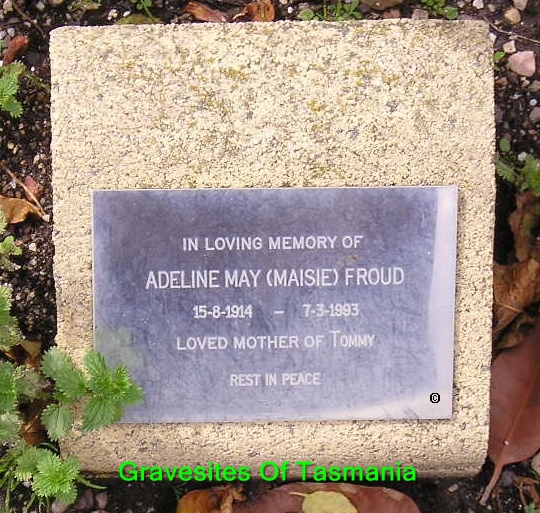 IN LOVING MEMORY OF
ADELINE MAY (MAISIE) FROUD
15-8-1914 – 7-3-1993
LOVED MOTHER OF TOMMY
REST IN PEACE
©
Gravesites Of Tasmania